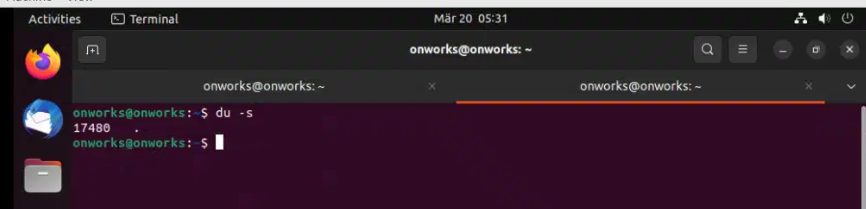 Activities Terminal Mär 20 05:31
onworks@onworks: ~
onworks@onworks: ~ onworks@onworks: ~
onworks@onworks:~$ du -s
17480 .
onworks@onworks:~$